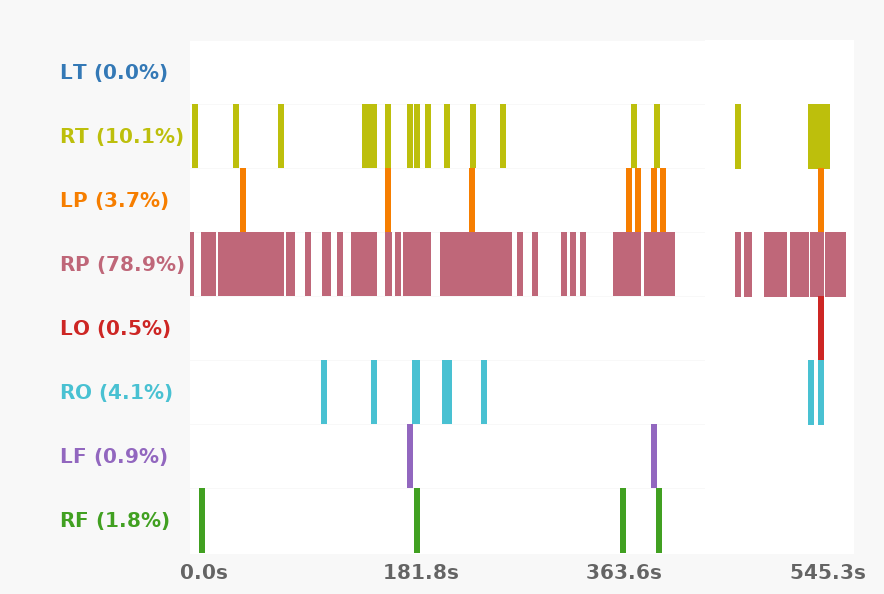 LT (0.0%)
RT (10.1%)
LP (3.7%)
RP (78.9%)
LO (0.5%)
RO (4.1%)
LF (0.9%)
RF (1.8%)
0.0s 181.8s 363.6s 545.3s